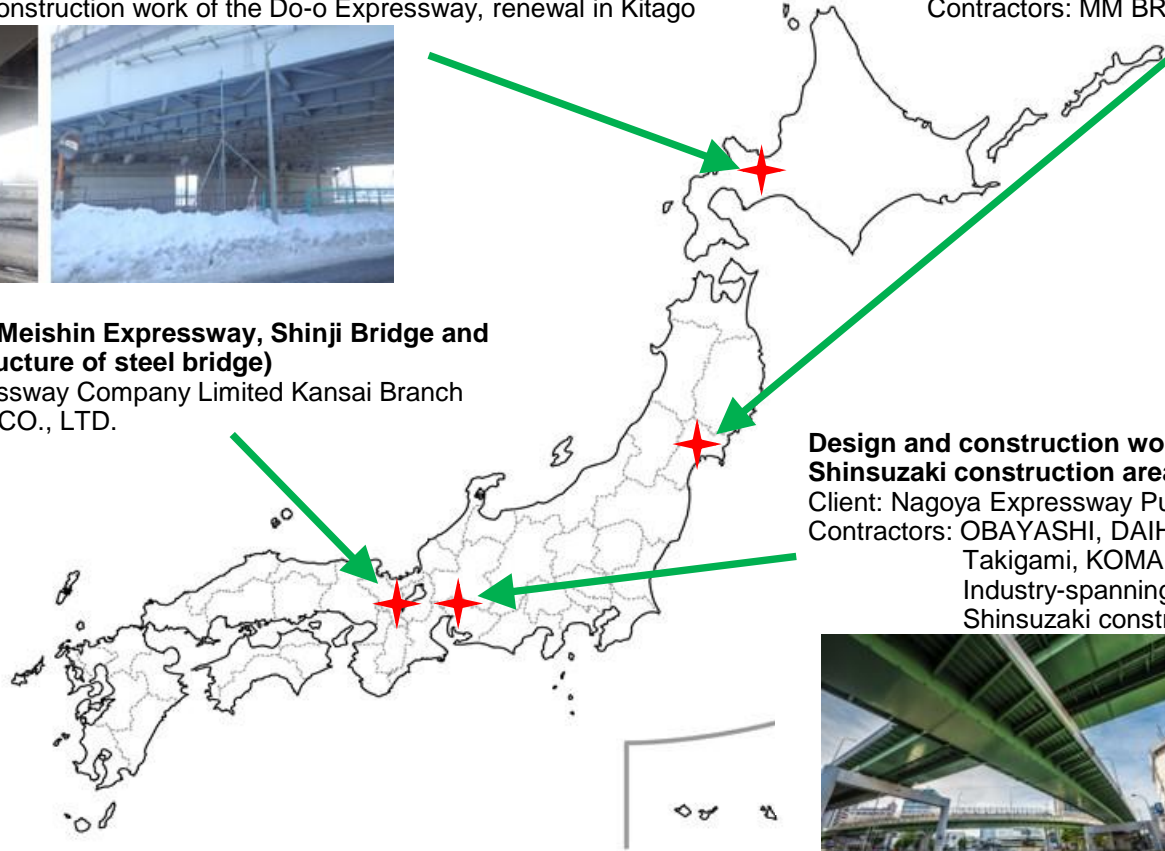 onstruction work of the Do-o Expressway, renewal in Kitago
Contractors: MM BR
Meishin Expressway, Shinji Bridge and
ucture of steel bridge)
ssway Company Limited Kansai Branch
CO., LTD.
Design and construction wo
Shinsuzaki construction area
Client: Nagoya Expressway Pu
Contractors: OBAYASHI, DAIH
Takigami, KOMA
Industry-spanning
Shinsuzaki constr